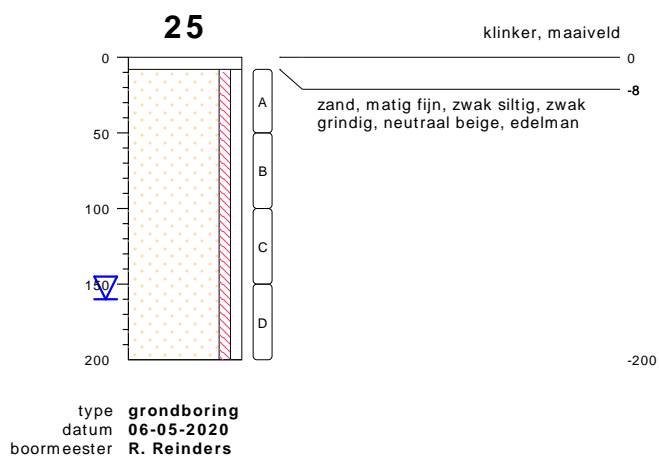 25
klinker, maaiveld
0
0
-8
zand, matig fijn, zwak siltig, zwak
grindig, neutraal beige, edelman
A
50
B
100
C
150
D
200
-200
type grondboring
datum 06-05-2020
boormeester R. Reinders